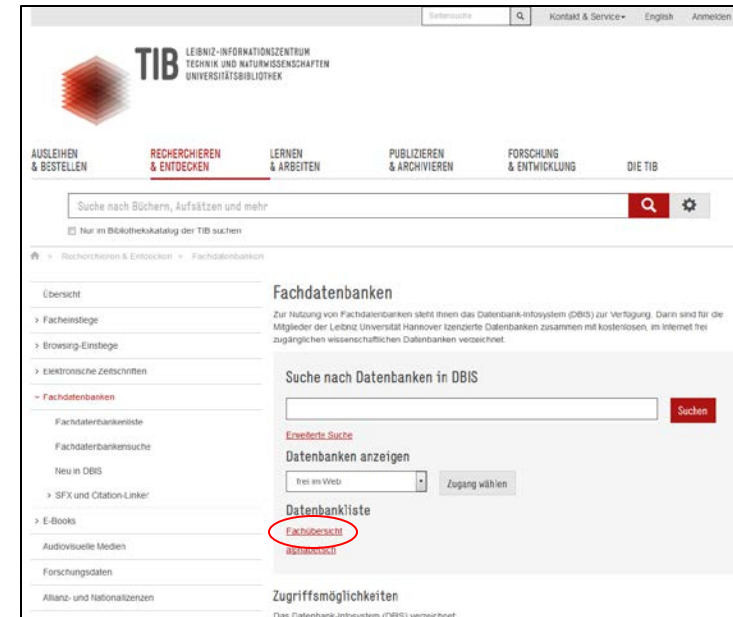 Seitensuche
Kontakt & Service
English
Anmelden
TIB
LEIBNIZ-INFORMATIONSZENTRUM
TECHNIK UND NATURWISSENSCHAFTEN
UNIVERSITÄTSBIBLIOTHEK
AUSLEIHEN
& BESTELLEN
RECHERCHIEREN
& ENTDECKEN
LERNEN
& ARBEITEN
PUBLIZIEREN
& ARCHIVIEREN
FORSCHUNG
& ENTWICKLUNG
DIE TIB
Suche nach Büchern, Aufsätzen und mehr
Nur im Bibliothekskatalog der TIB suchen
» Recherchieren & Entdecken » Fachdatenbanken
Übersicht
> Facheinstiege
> Browsing-Einstiege
> Elektronische Zeitschriften
Fachdatenbanken
Fachdatenbankenliste
Fachdatenbankensuche
Neu in DBIS
> SFX und Citation-Linker
> E-Books
Audiovisuelle Medien
Forschungsdaten
Allianz- und Nationallizenzen
Fachdatenbanken
Zur Nutzung von Fachdatenbanken steht Ihnen das Datenbank-Infosystem (DBIS) zur Verfügung. Darin sind für die
Mitglieder der Leibniz Universität Hannover lizenzierte Datenbanken zusammen mit kostenlosen, im Internet frei
zugänglichen wissenschaftlichen Datenbanken verzeichnet.
Suche nach Datenbanken in DBIS
Suchen
Erweiterte Suche
Datenbanken anzeigen
frei im Web
Zugang wählen
Datenbankliste
Fachübersicht
alphabetisch
Zugriffsmöglichkeiten
Das Datenbank-Infosystem (DBIS) verzeichnet: